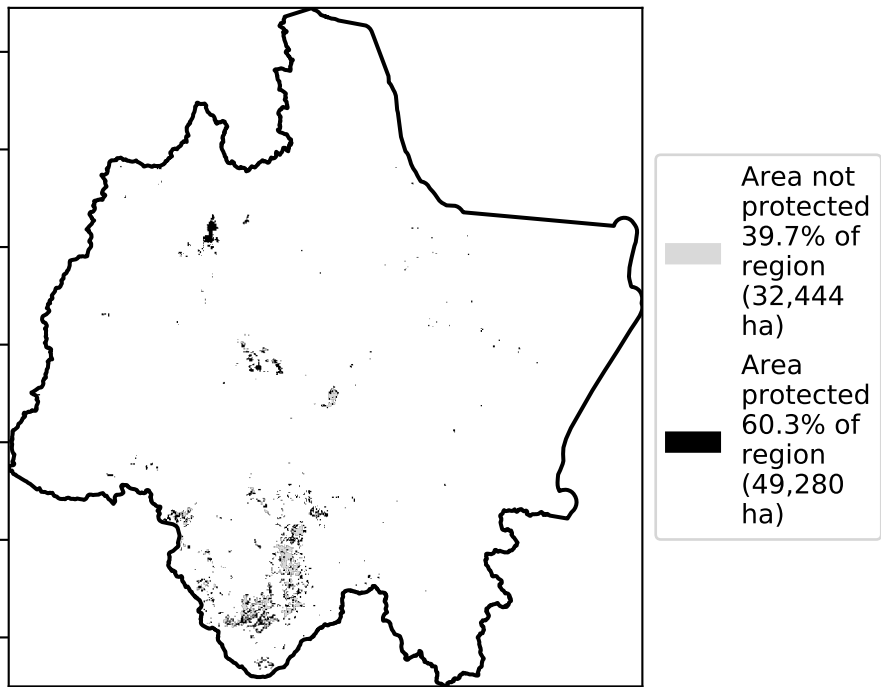 Area not
protected
39.7% of
region
(32,444
ha)
Area
protected
60.3% of
region
(49,280
ha)